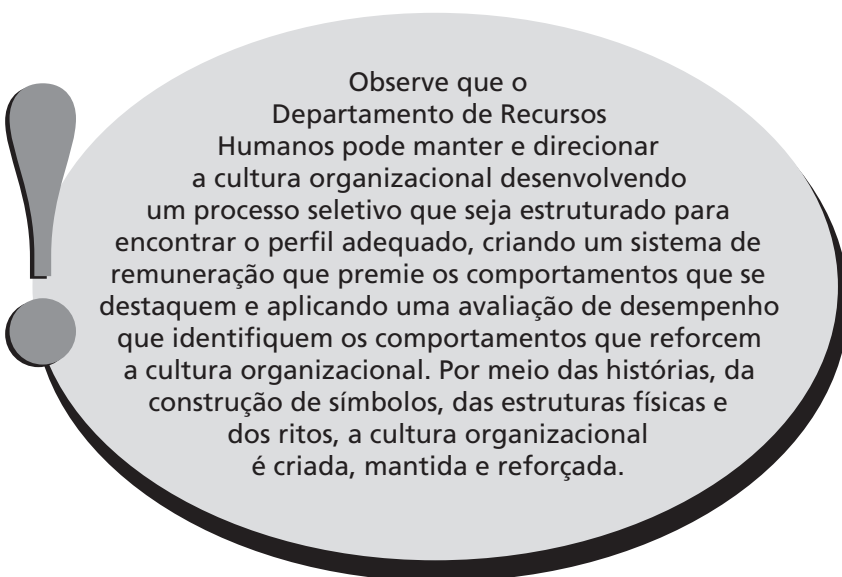 Observe que o
Departamento de Recursos
Humanos pode manter e direcionar
a cultura organizacional desenvolvendo
um processo seletivo que seja estruturado para
encontrar o perfil adequado, criando um sistema de
remuneração que premie os comportamentos que se
destaquem e aplicando uma avaliação de desempenho
que identifiquem os comportamentos que reforcem
a cultura organizacional. Por meio das histórias, da
construção de símbolos, das estruturas físicas e
dos ritos, a cultura organizacional
é criada, mantida e reforçada.